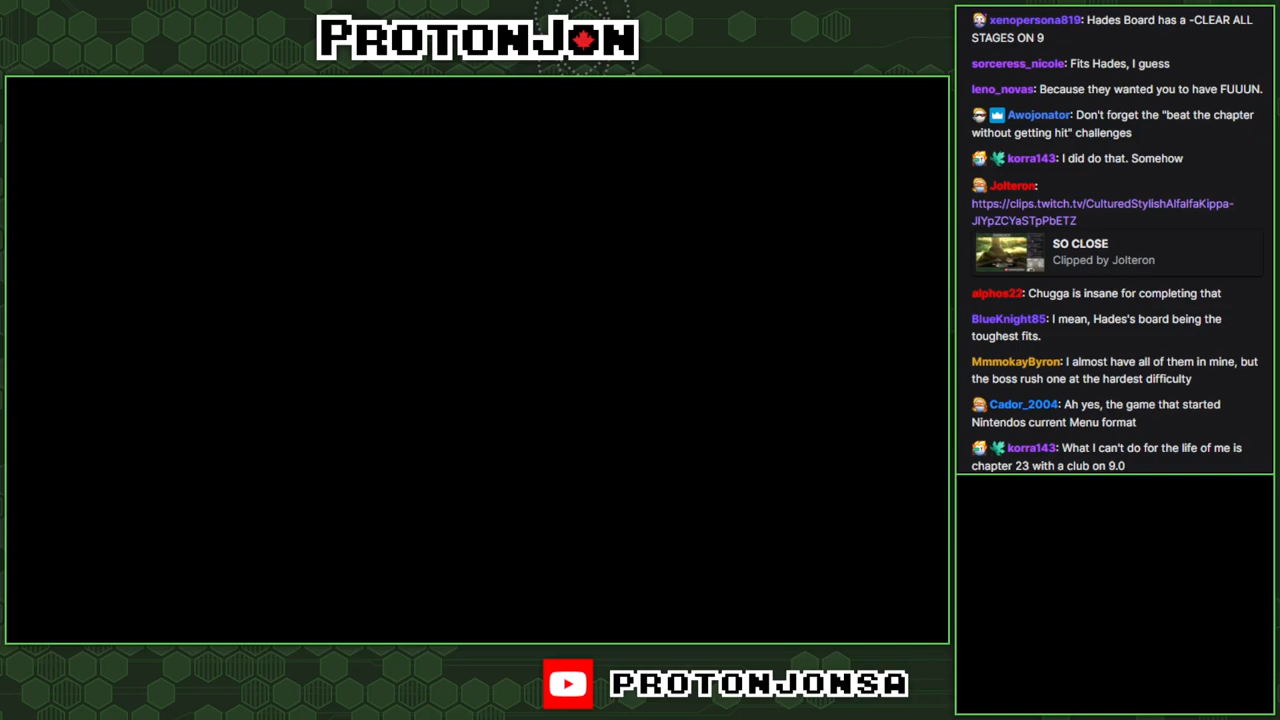 PROTONJON
xenopersona819: Hades Board has a -CLEAR ALL
STAGES ON 9
sorceress_nicole: Fits Hades, I guess
leno_novas: Because they wanted you to have FUUUN.
Awojonator: Don't forget the "beat the chapter
without getting hit" challenges
korra143: I did do that. Somehow
Jolteron:
https://clips.twitch.tv/CulturedStylishAlfalfaKippa-
JIYpZCYaSTpPbETZ
SO CLOSE
Clipped by Jolteron
alphos22: Chugga is insane for completing that
BlueKnight85: I mean, Hades's board being the
toughest fits.
MmmokayByron: I almost have all of them in mine, but
the boss rush one at the hardest difficulty
Cador_2004: Ah yes, the game that started
Nintendos current Menu format
korra143: What I can't do for the life of me is
chapter 23 with a club on 9.0
PROTONJONSA